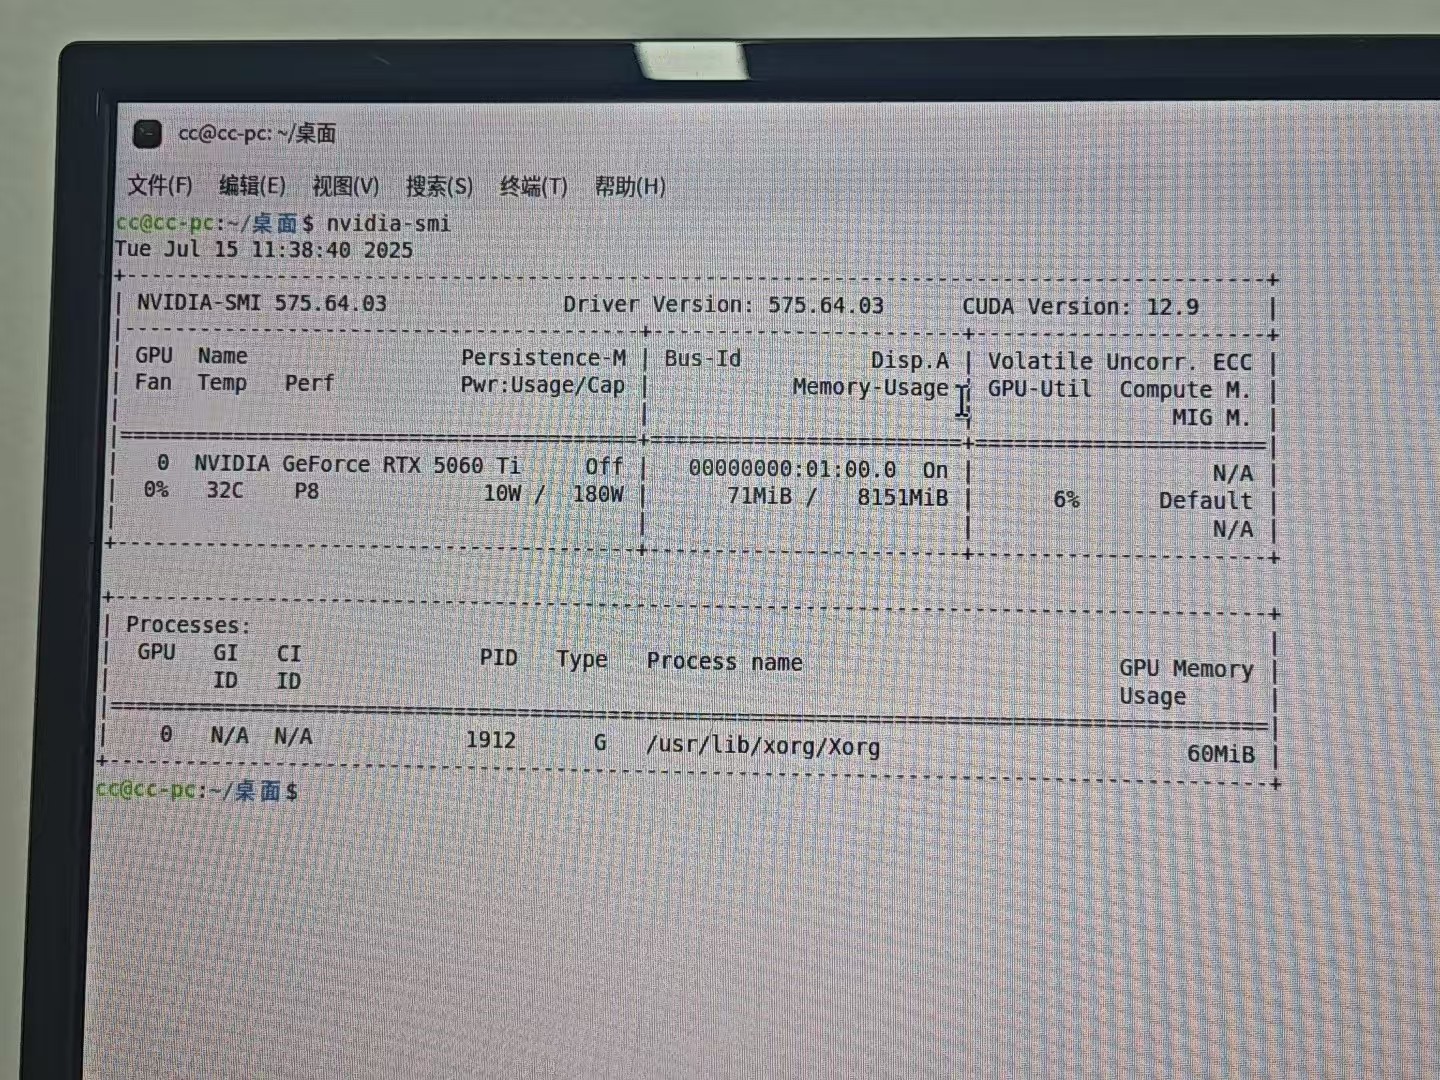 cc@cc-pc: ~/桌面
文件(F) 编辑(E) 视图(V) 搜索(S) 终端(T) 帮助(H)
cc@cc-pc:~/桌面$ nvidia-smi
Tue Jul 15 11:38:40 2025
NVIDIA-SMI 575.64.03 Driver Version: 575.64.03 CUDA Version: 12.9
GPU Name Persistence-M | Bus-Id Disp.A | Volatile Uncorr. ECC
Fan Temp Perf Pwr:Usage/Cap | Memory-Usage | GPU-Util Compute M.
MIG M.
0 NVIDIA GeForce RTX 5060 Ti Off | 00000000:01:00.0 On | N/A
0% 32C P8 10W / 180W | 71MiB / 8151MiB | 6% Default
N/A
Processes:
GPU GI CI PID Type Process name GPU Memory
ID ID Usage
0 N/A N/A 1912 G /usr/lib/xorg/Xorg 60MiB
cc@cc-pc:~/桌面$